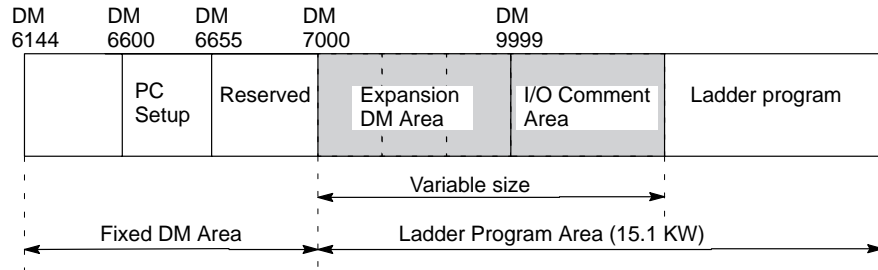 DM DM DM DM DM
6144 6600 6655 7000 9999
PC
Setup
Reserved
Expansion
DM Area
I/O Comment
Area
Ladder program
Variable size
Fixed DM Area
Ladder Program Area (15.1 KW)